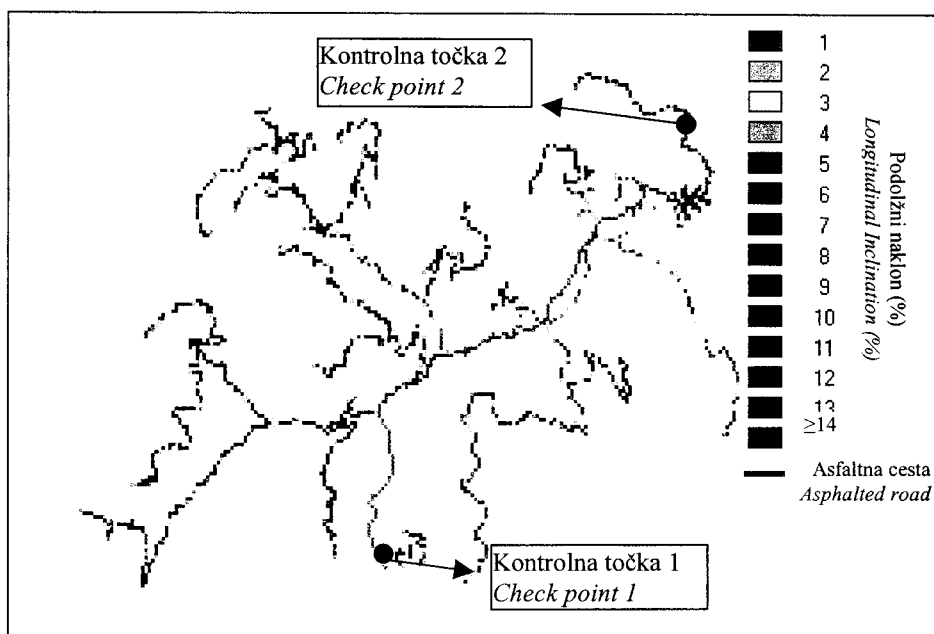 Kontrolna točka 2
Check point 2
1
2
3
4
5
6
7
8
9
10
11
12
13
≥14
Podolžni naklon (%)
Longitudinal Inclination (%)
Asfaltna cesta
Asphalted road
Kontrolna točka 1
Check point 1